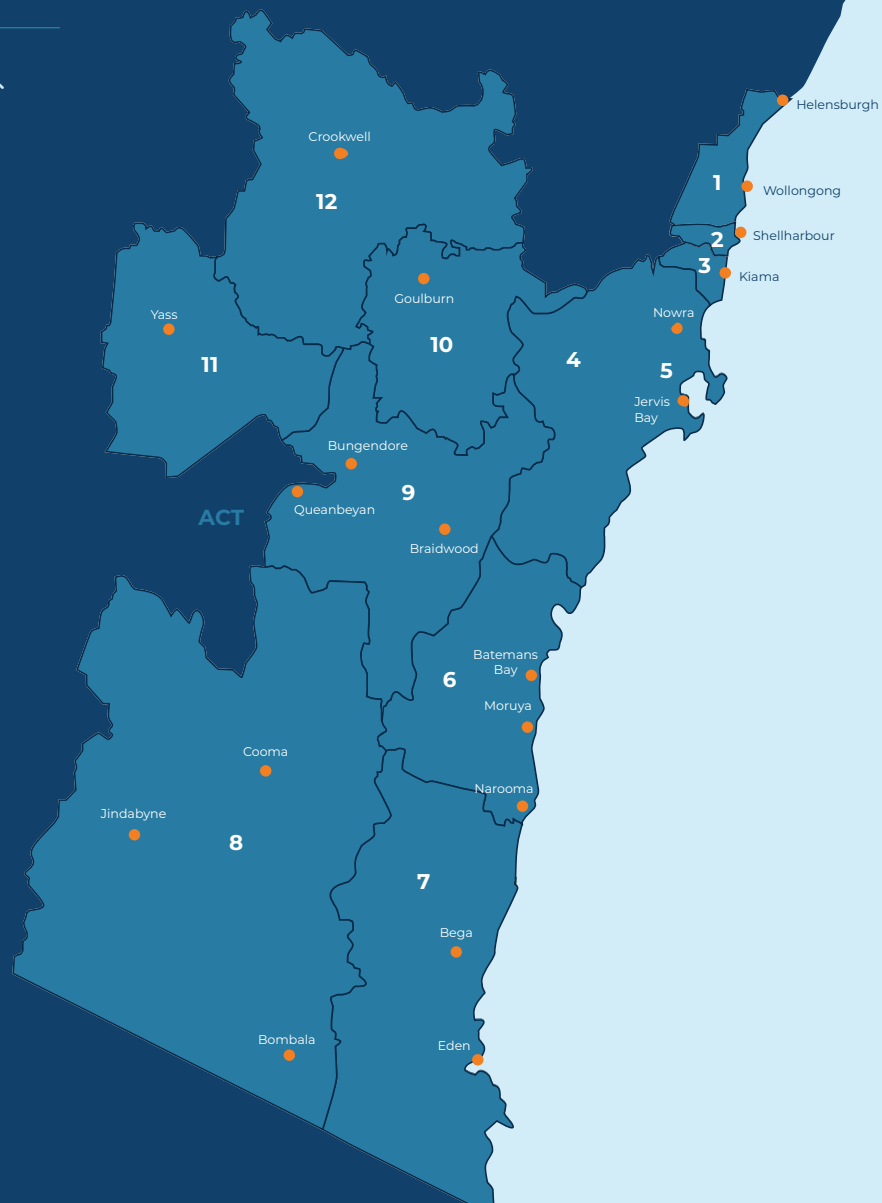 Helensburgh
Crookwell
1
Wollongong
12
Shellharbour
2
3
Kiama
Goulburn
Nowra
Yass
10
4
11
5
Jervis
Bay
Bungendore
9
Queanbeyan
ACT
Braidwood
Batemans
Bay
6
Moruya
Cooma
Narooma
Jindabyne
8
7
Bega
Bombala
Eden